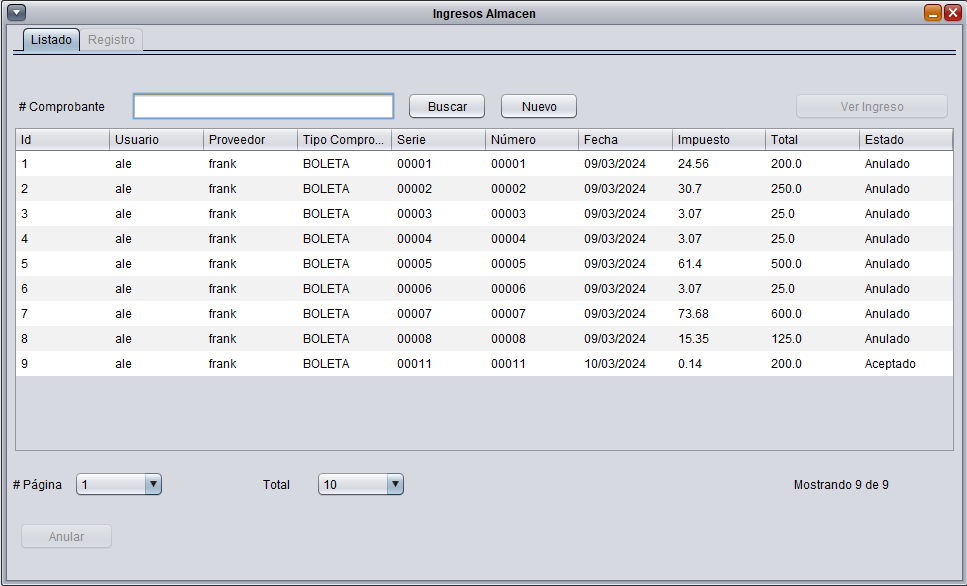 Ingresos Almacen
Listado Registro
# Comprobante Buscar Nuevo Ver Ingreso
Id Usuario Proveedor Tipo Compro... Serie Número Fecha Impuesto Total Estado
1 ale frank BOLETA 00001 00001 09/03/2024 24.56 200.0 Anulado
2 ale frank BOLETA 00002 00002 09/03/2024 30.7 250.0 Anulado
3 ale frank BOLETA 00003 00003 09/03/2024 3.07 25.0 Anulado
4 ale frank BOLETA 00004 00004 09/03/2024 3.07 25.0 Anulado
5 ale frank BOLETA 00005 00005 09/03/2024 61.4 500.0 Anulado
6 ale frank BOLETA 00006 00006 09/03/2024 3.07 25.0 Anulado
7 ale frank BOLETA 00007 00007 09/03/2024 73.68 600.0 Anulado
8 ale frank BOLETA 00008 00008 09/03/2024 15.35 125.0 Anulado
9 ale frank BOLETA 00011 00011 10/03/2024 0.14 200.0 Aceptado
# Página 1 Total 10 Mostrando 9 de 9
Anular